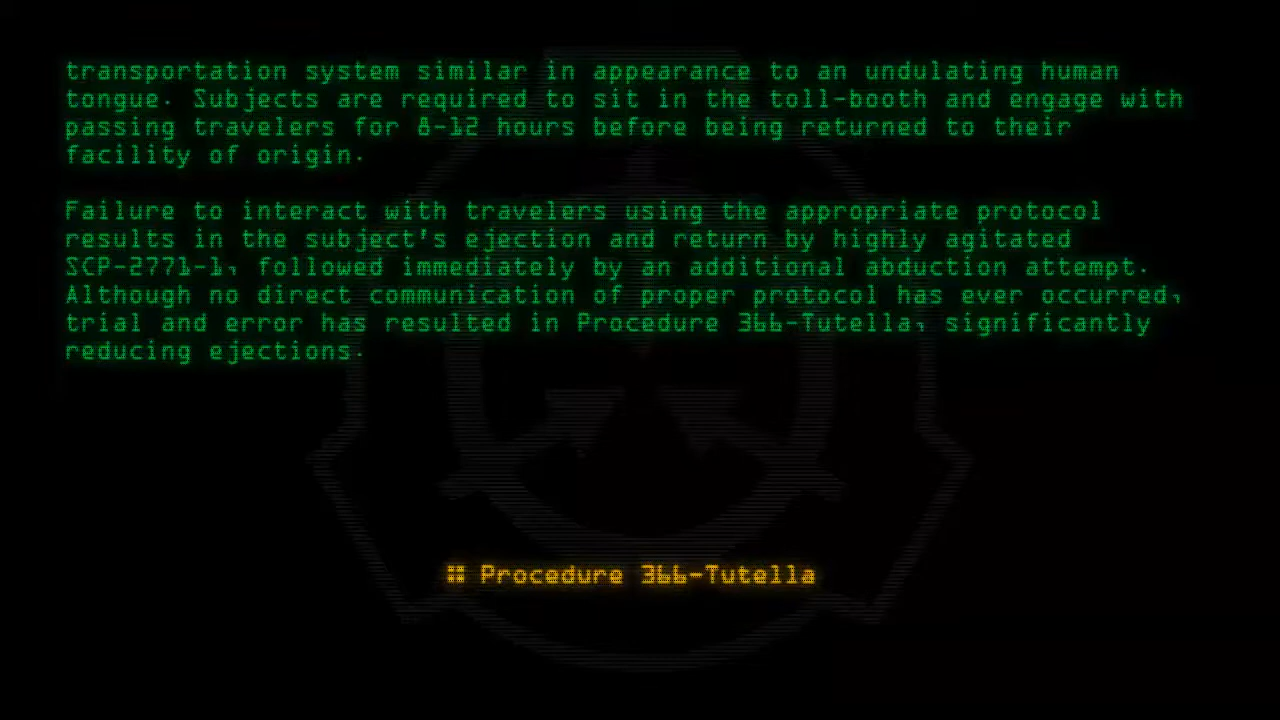 transportation system similar in appearance to an undulating human
tongue. Subjects are required to sit in the toll-booth and engage with
passing travelers for 8-12 hours before being returned to their
facility of origin.
Failure to interact with travelers using the appropriate protocol
results in the subject's ejection and return by highly agitated
SCP-2771-1, followed immediately by an additional abduction attempt.
Although no direct communication of proper protocol has ever occurred,
trial and error has resulted in Procedure 366-Tutella, significantly
reducing ejections.
# Procedure 366-Tutella